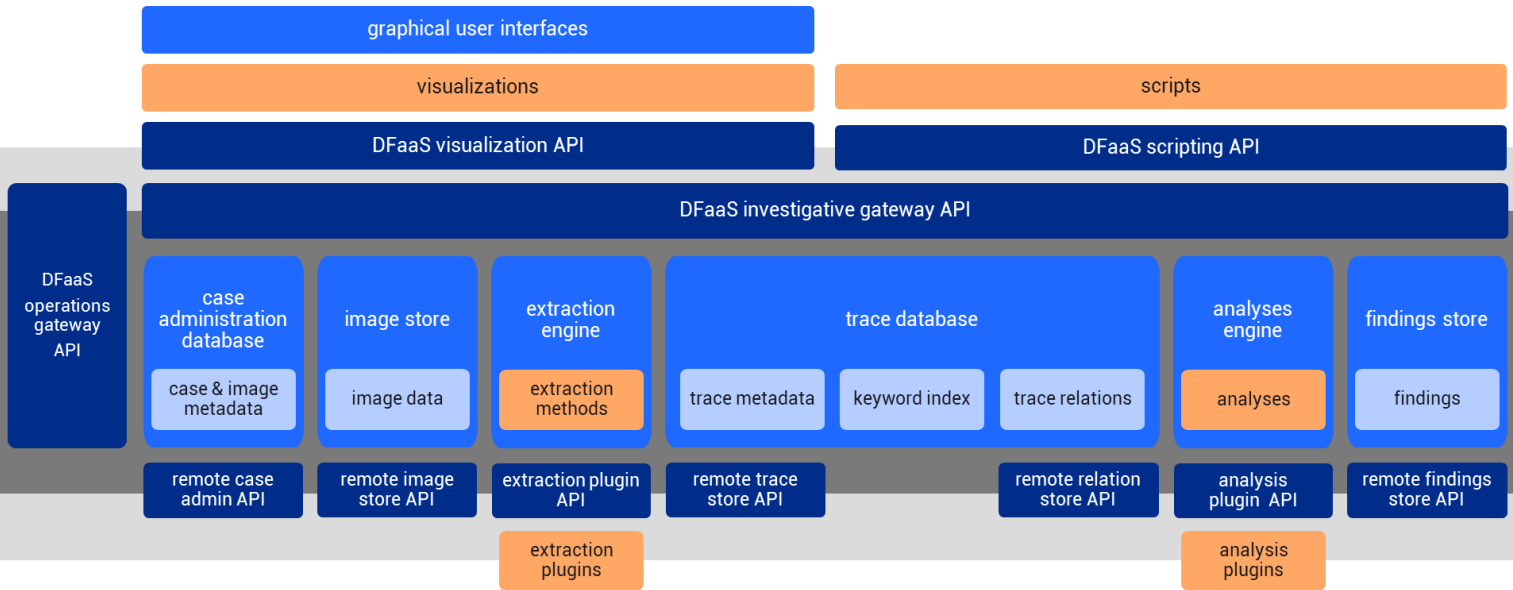 graphical user interfaces
visualizations
scripts
DFaaS visualization API
DFaaS scripting API
DFaaS investigative gateway API
DFaaS
operations
gateway
API
case
administration
database
case & image
metadata
image store
image data
extraction
engine
extraction
methods
trace database
trace metadata
keyword index
trace relations
analyses
engine
analyses
findings store
findings
remote case
admin API
remote image
store API
extraction plugin
API
remote trace
store API
remote relation
store API
analysis
plugin API
remote findings
store API
extraction
plugins
analysis
plugins